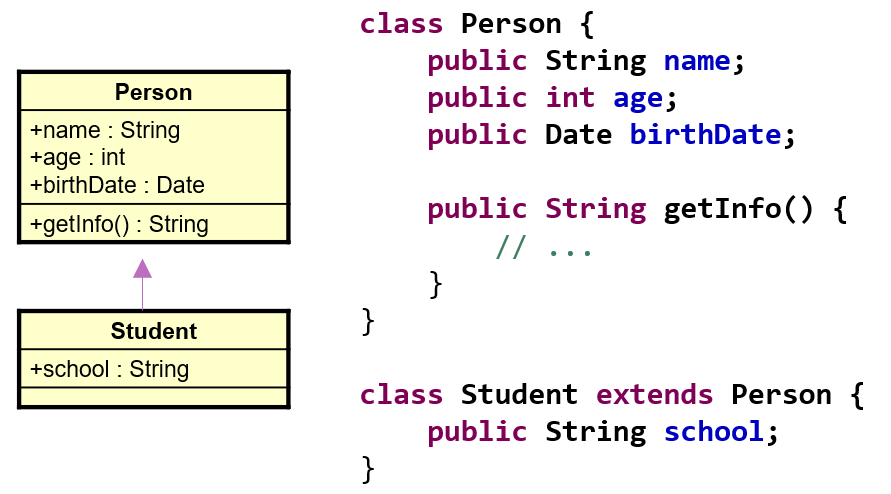 Person
+name : String
+age : int
+birthDate : Date
+getInfo() : String
Student
+school : String
class Person {
public String name;
public int age;
public Date birthDate;
public String getInfo() {
// ...
}
}
class Student extends Person {
public String school;
}